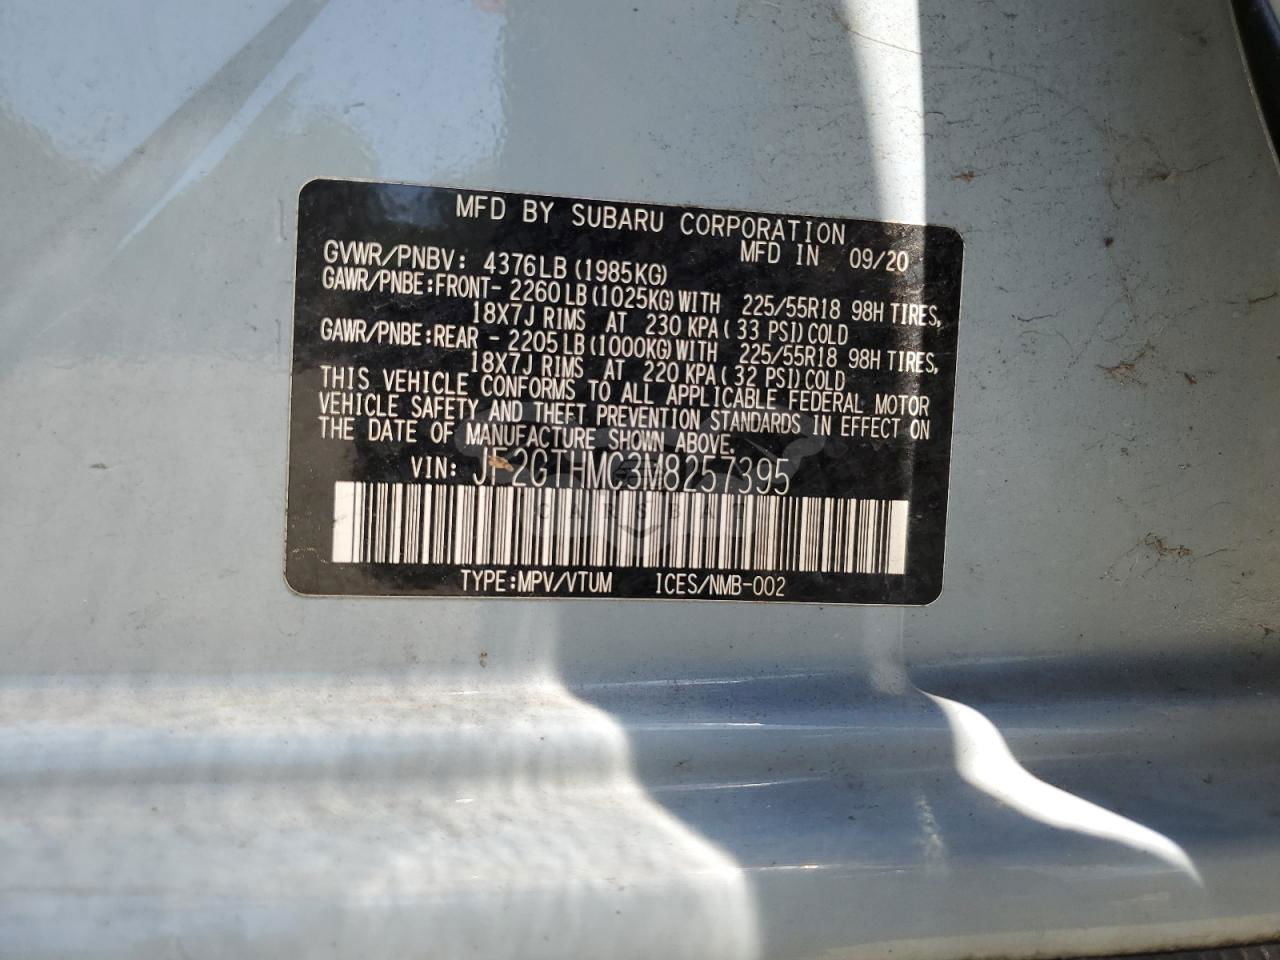 MFD BY SUBARU CORPORATION
MFD IN 09/20
GVWR/PNBV: 4376LB(1985KG)
GAWR/PNBE:FRONT- 2260LB(1025KG)WITH 225/55R18 98H TIRES,
18X7J RIMS AT 230 KPA( 33 PSI)COLD
GAWR/PNBE:REAR - 2205LB(1000KG)WITH 225/55R18 98H TIRES,
18X7J RIMS AT 220 KPA( 32 PSI)COLD
THIS VEHICLE CONFORMS TO ALL APPLICABLE FEDERAL MOTOR
VEHICLE SAFETY AND THEFT PREVENTION STANDARDS IN EFFECT ON
THE DATE OF MANUFACTURE SHOWN ABOVE.
VIN: JF2GTHMC3M8257395
CARSBAT
TYPE:MPV/VTUM ICES/NMB-002